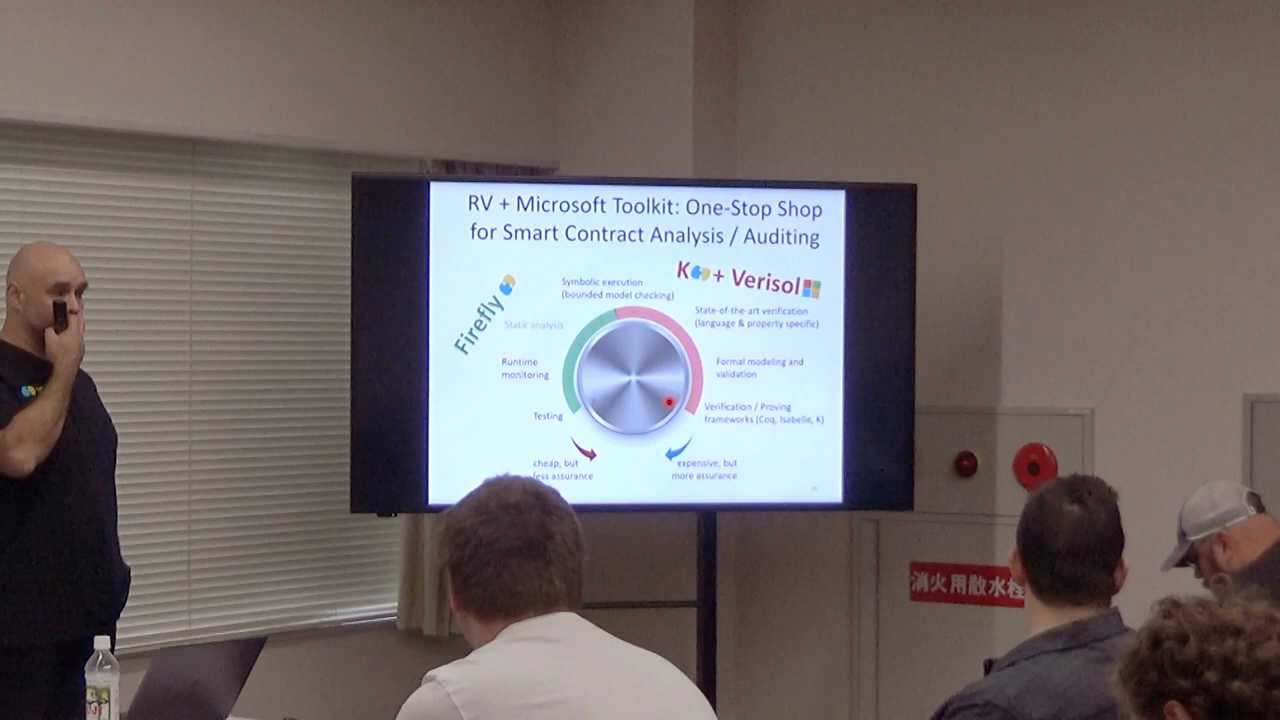 RV + Microsoft Toolkit: One-Stop Shop
for Smart Contract Analysis / Auditing
K + Verisol
Firefly
Symbolic execution
(bounded model checking)
State-of-the-art verification
(language & property specific)
Static analysis
Runtime
monitoring
Formal modeling and
validation
Testing
Verification / Proving
frameworks (Coq, Isabelle, K)
cheap, but
less assurance
expensive, but
more assurance
消火用散水栓